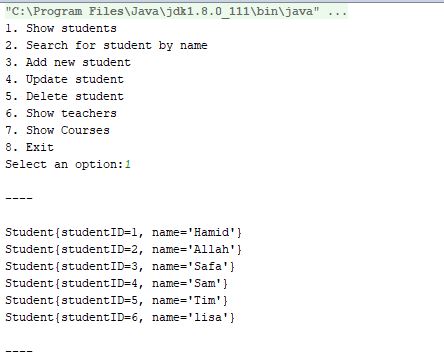 "C:\Program Files\Java\jdk1.8.0_111\bin\java" ...
1. Show students
2. Search for student by name
3. Add new student
4. Update student
5. Delete student
6. Show teachers
7. Show Courses
8. Exit
Select an option:1
----
Student{studentID=1, name='Hamid'}
Student{studentID=2, name='Allah'}
Student{studentID=3, name='Safa'}
Student{studentID=4, name='Sam'}
Student{studentID=5, name='Tim'}
Student{studentID=6, name='lisa'}
----